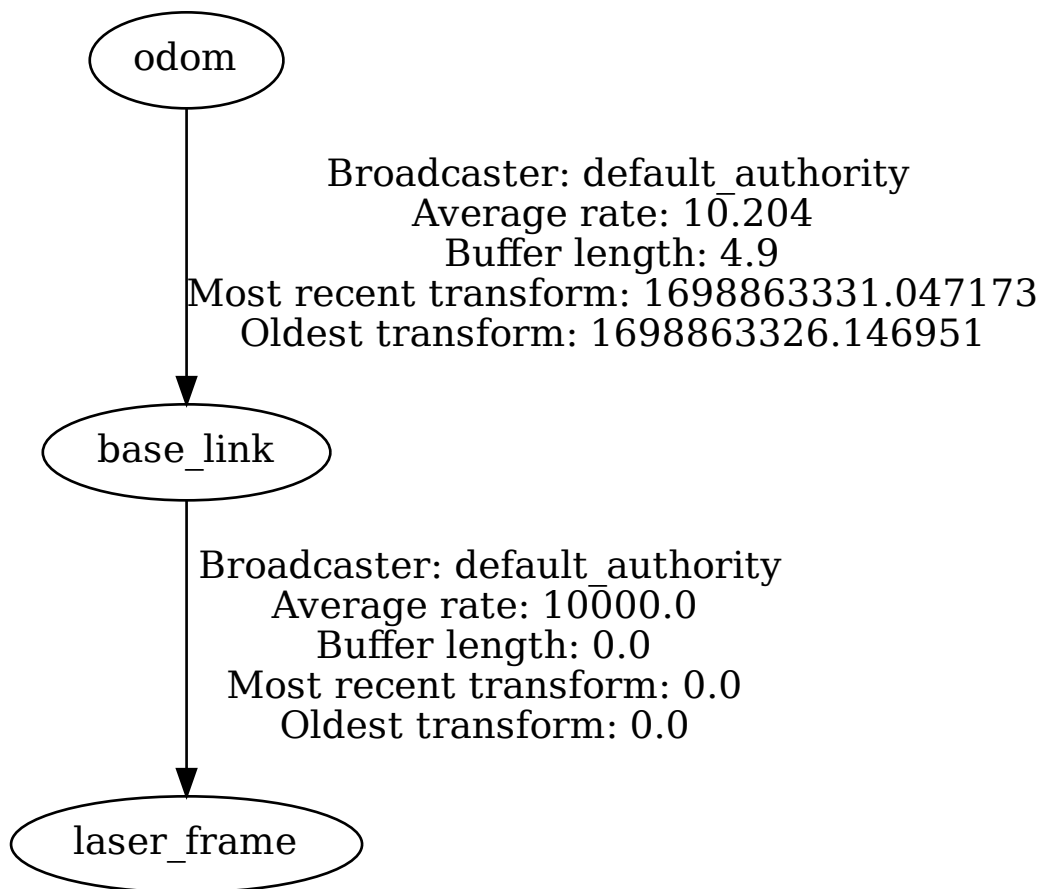 odom
Broadcaster: default_authority
Average rate: 10.204
Buffer length: 4.9
Most recent transform: 1698863331.047173
Oldest transform: 1698863326.146951
base_link
Broadcaster: default_authority
Average rate: 10000.0
Buffer length: 0.0
Most recent transform: 0.0
Oldest transform: 0.0
laser_frame